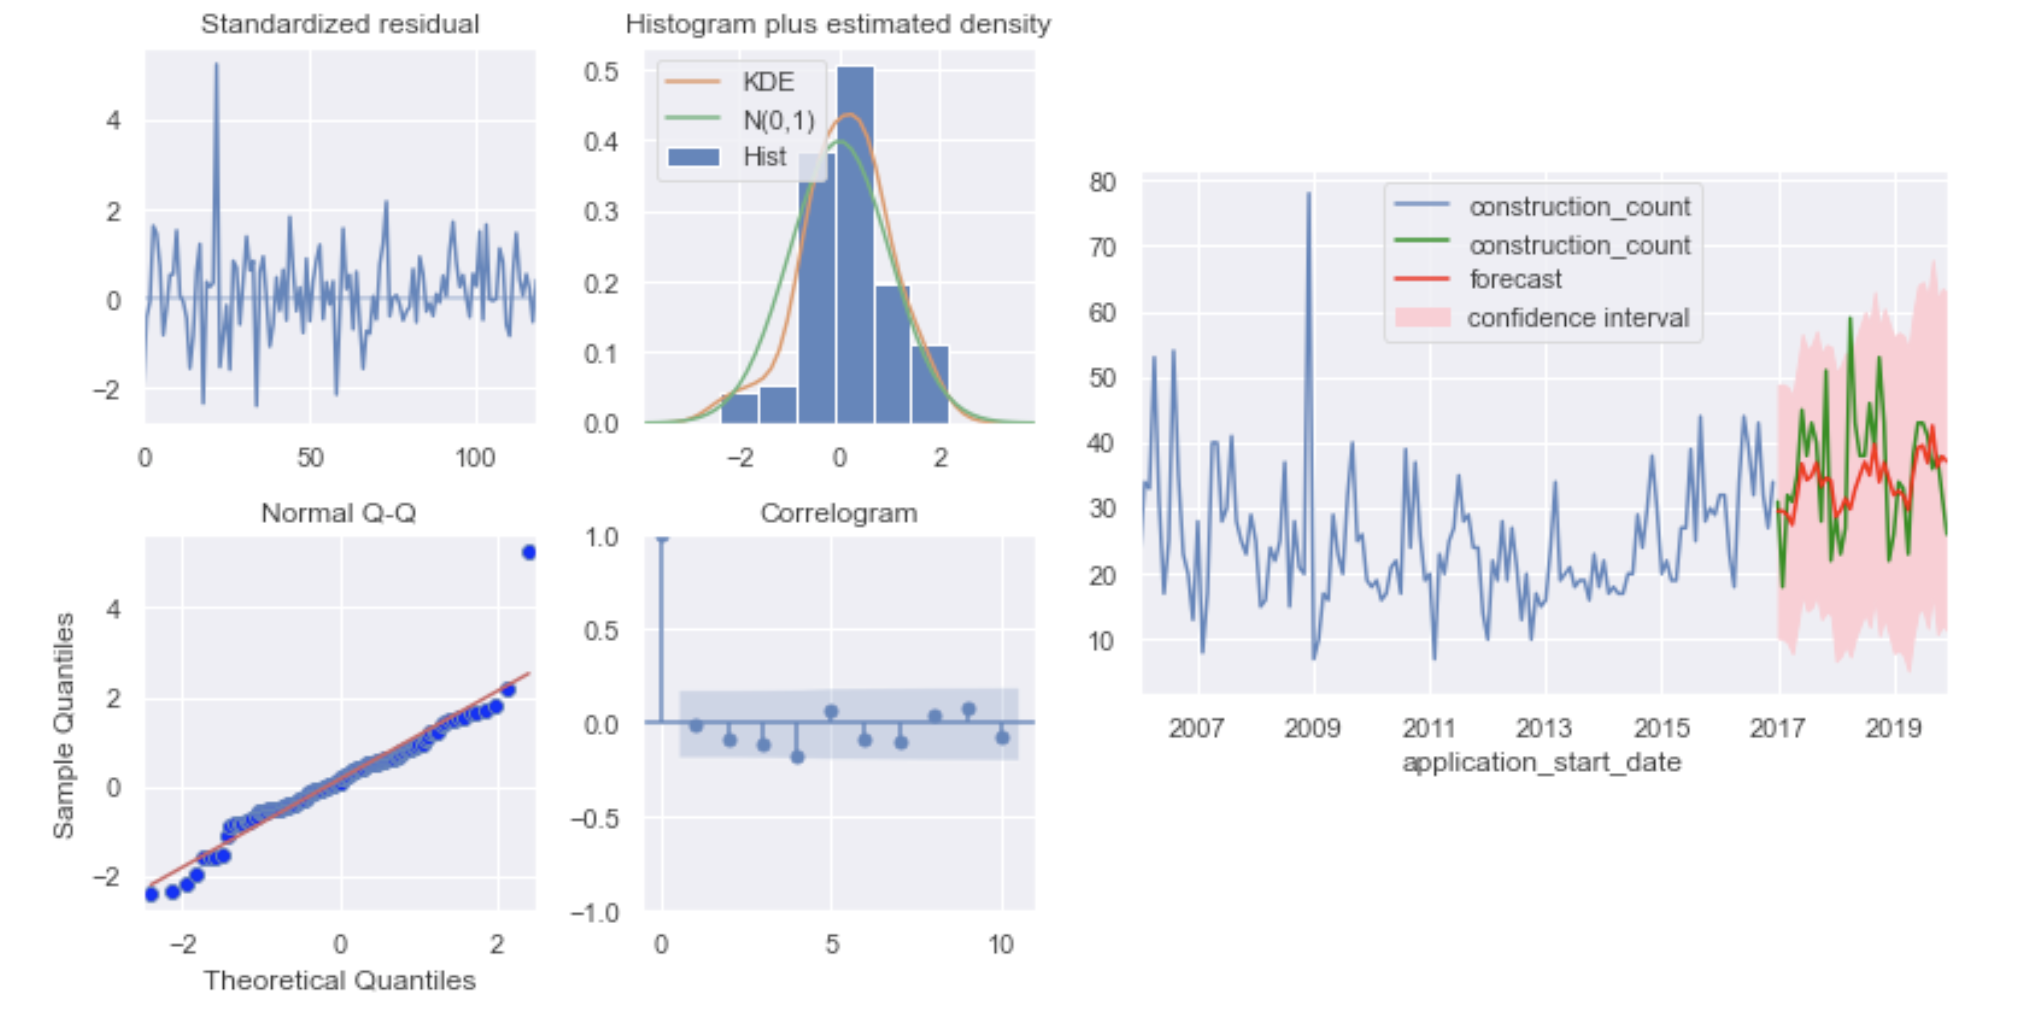 Standardized residual
4
2
0
−2
0 50 100
Histogram plus estimated density
KDE
N(0,1)
Hist
0.5
0.4
0.3
0.2
0.1
0.0
−2 0 2
Normal Q-Q
Sample Quantiles
4
2
0
−2
−2 0 2
Theoretical Quantiles
Correlogram
1.0
0.5
0.0
−0.5
−1.0
0 5 10
80
70
60
50
40
30
20
10
construction_count
construction_count
forecast
confidence interval
2007 2009 2011 2013 2015 2017 2019
application_start_date